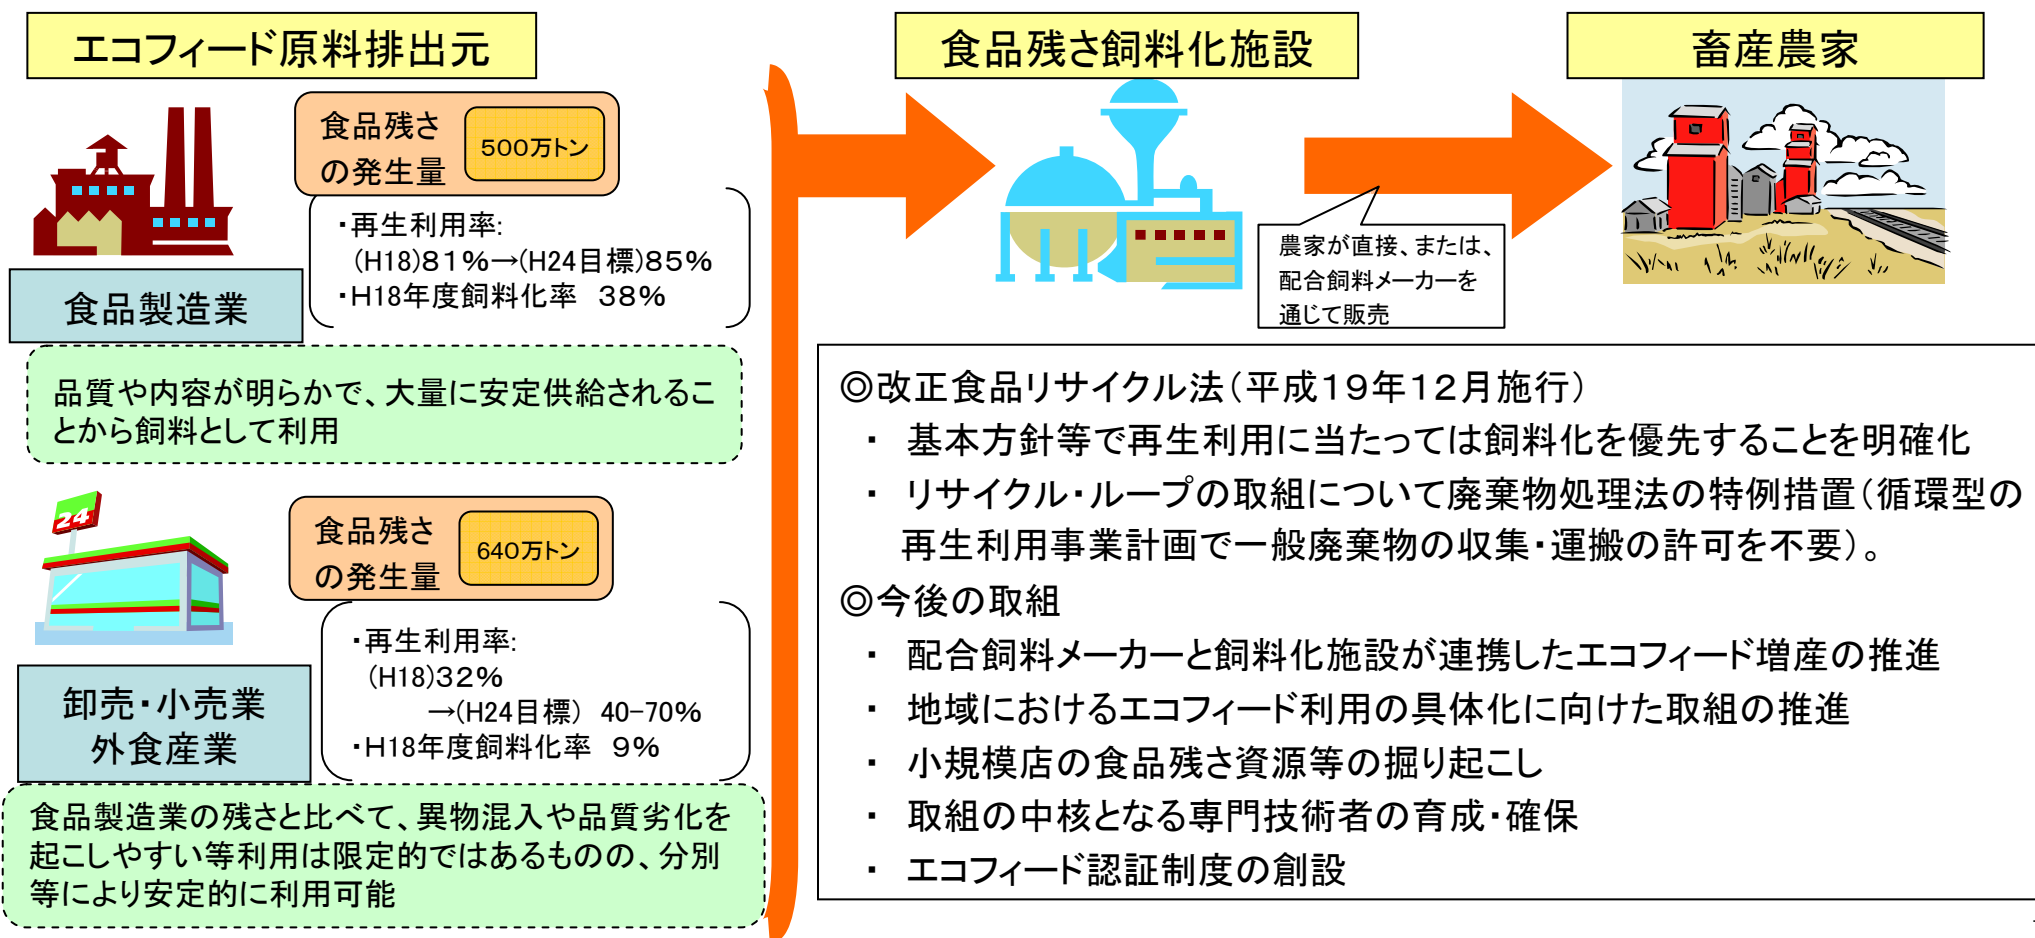 エコフィード原料排出元
食品残さ
の発生量
500万トン
・再生利用率:
(H18)81%→(H24目標)85%
・H18年度飼料化率 38%
食品製造業
品質や内容が明らかで、大量に安定供給されるこ
とから飼料として利用
24
食品残さ
の発生量
640万トン
・再生利用率:
(H18)32%
→(H24目標) 40-70%
・H18年度飼料化率 9%
卸売・小売業
外食産業
食品製造業の残さと比べて、異物混入や品質劣化を
起こしやすい等利用は限定的ではあるものの、分別
等により安定的に利用可能
食品残さ飼料化施設
農家が直接、または、
配合飼料メーカーを
通じて販売
畜産農家
◎改正食品リサイクル法(平成19年12月施行)
・ 基本方針等で再生利用に当たっては飼料化を優先することを明確化
・ リサイクル・ループの取組について廃棄物処理法の特例措置(循環型の
再生利用事業計画で一般廃棄物の収集・運搬の許可を不要)。
◎今後の取組
・ 配合飼料メーカーと飼料化施設が連携したエコフィード増産の推進
・ 地域におけるエコフィード利用の具体化に向けた取組の推進
・ 小規模店の食品残さ資源等の掘り起こし
・ 取組の中核となる専門技術者の育成・確保
・ エコフィード認証制度の創設